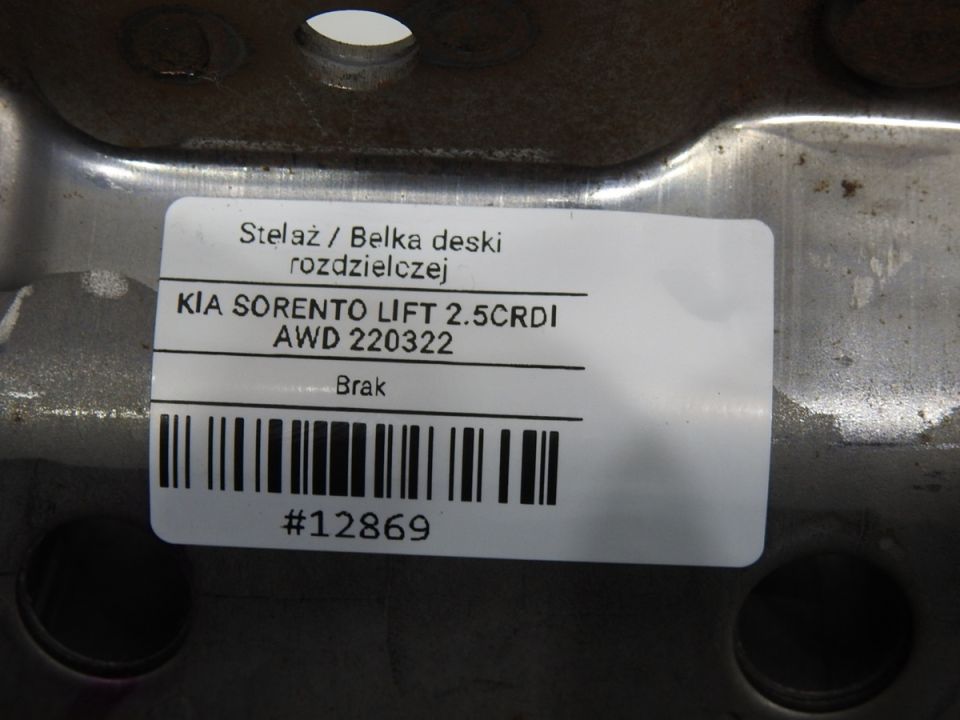 Stelaż / Belka deski
rozdzielczej
KIA SORENTO LIFT 2.5CRDI
AWD 220322
Brak
#12869